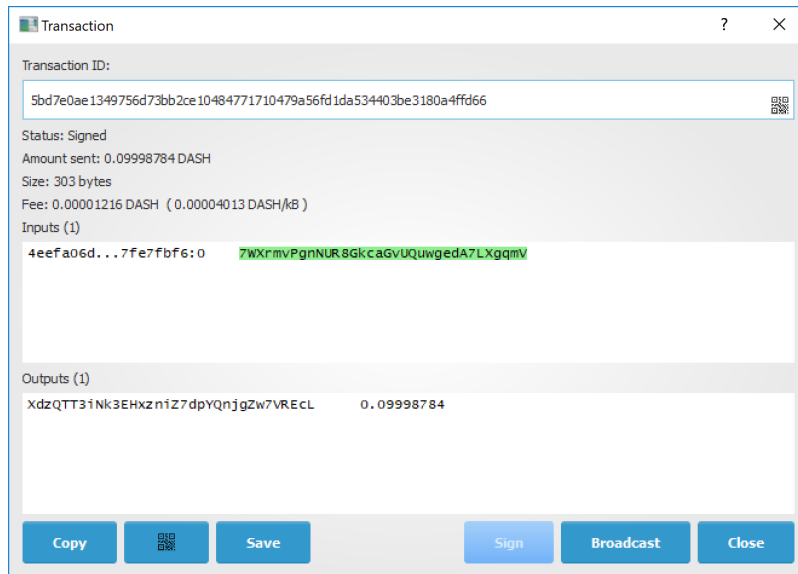 Transaction
?
Transaction ID:
5bd7e0ae1349756d73bb2ce10484771710479a56fd1da534403be3180a4ffd66
Status: Signed
Amount sent: 0.09998784 DASH
Size: 303 bytes
Fee: 0.00001216 DASH ( 0.00004013 DASH/kB )
Inputs (1)
4eefa06d...7fe7fbf6:0 7WXrmvPgnNUR8GkcaGvUQuwgedA7LXgqmV
Outputs (1)
XdzQTT3iNk3EHxzniZ7dpYQnjgZw7VREcL 0.09998784
Copy Save Sign Broadcast Close